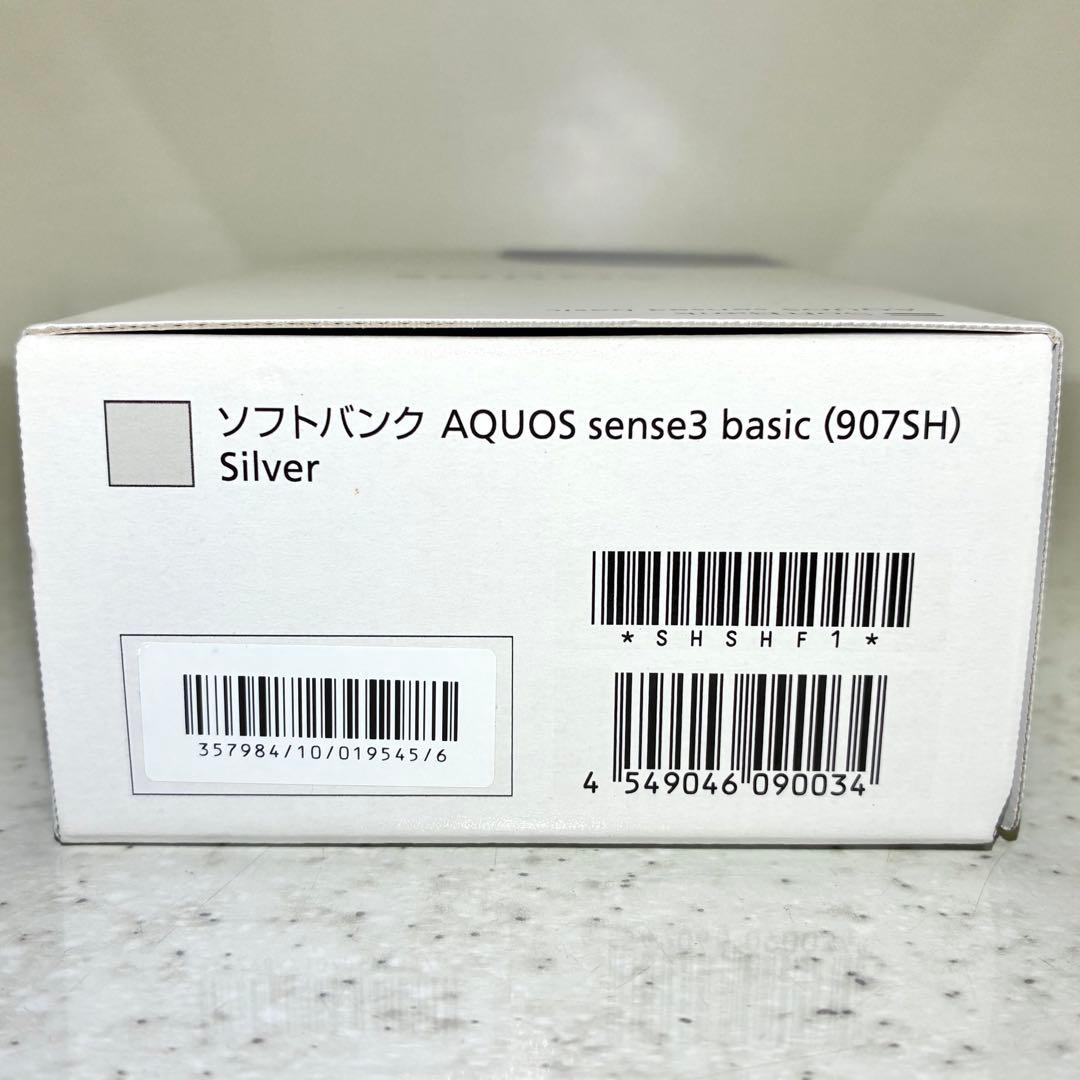 ソフトバンク AQUOS sense3 basic (907SH)
Silver
*SHSHF1*
357984/10/019545/6
4 549046 090034